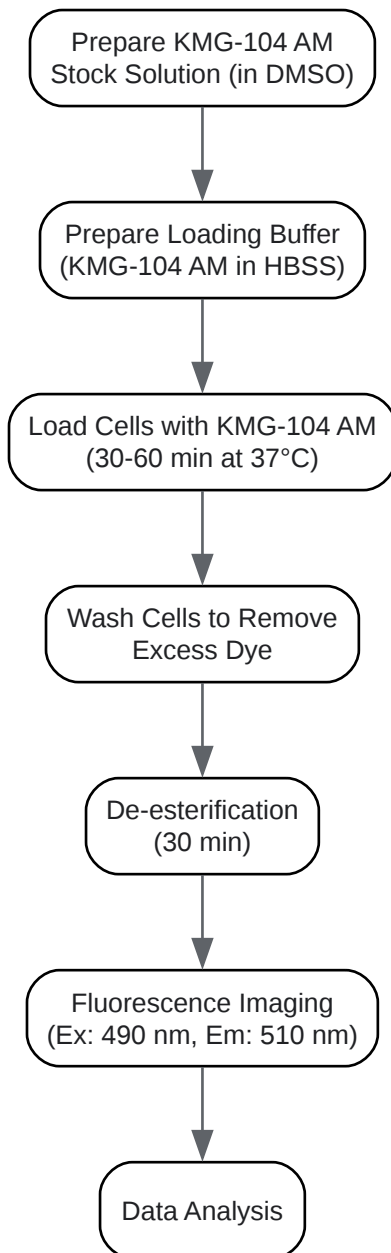 Prepare KMG-104 AM
Stock Solution (in DMSO)
Prepare Loading Buffer
(KMG-104 AM in HBSS)
Load Cells with KMG-104 AM
(30-60 min at 37°C)
Wash Cells to Remove
Excess Dye
De-esterification
(30 min)
Fluorescence Imaging
(Ex: 490 nm, Em: 510 nm)
Data Analysis